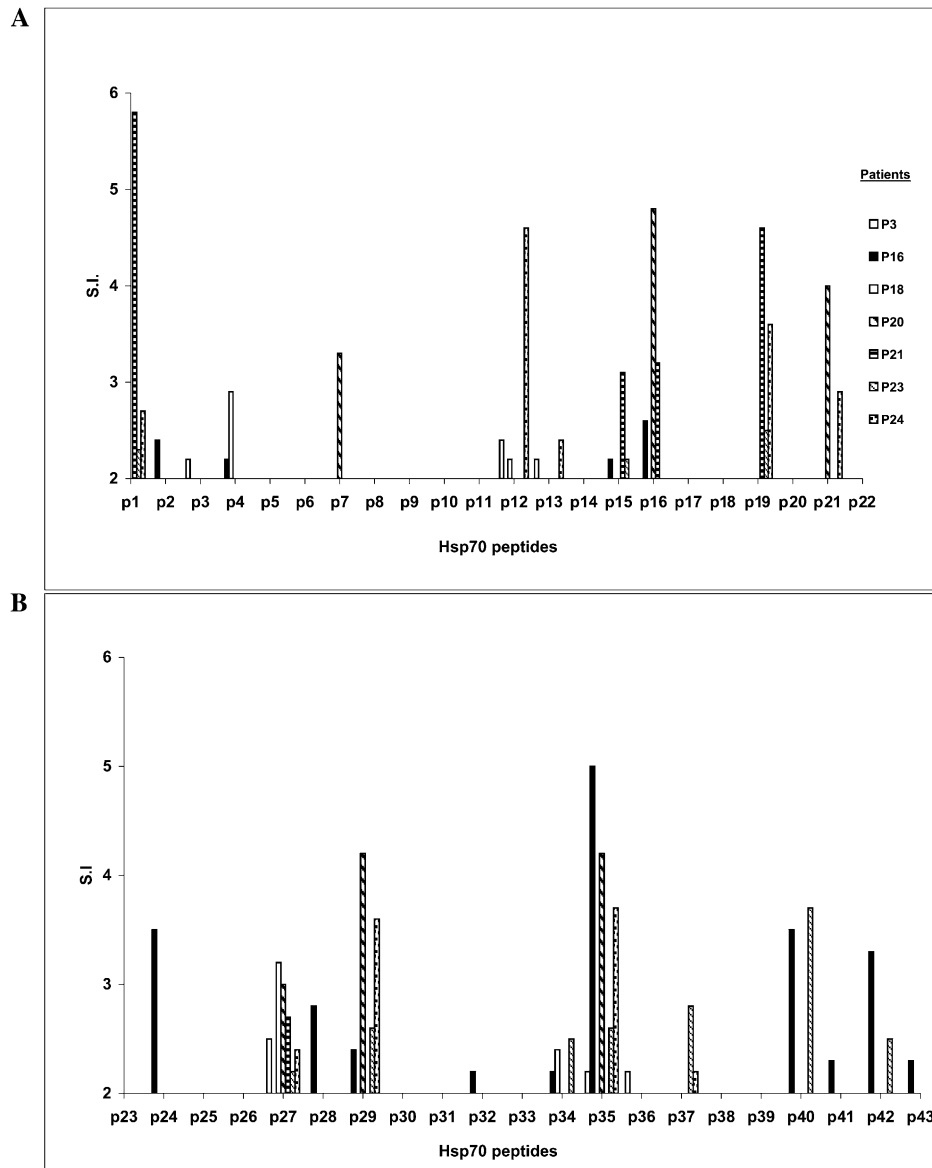 A
6
5
4
3
2
S.I.
p1 p2 p3 p4 p5 p6 p7 p8 p9 p10 p11 p12 p13 p14 p15 p16 p17 p18 p19 p20 p21 p22
Hsp70 peptides
Patients
P3
P16
P18
P20
P21
P23
P24
B
6
5
4
3
2
S.I
p23 p24 p25 p26 p27 p28 p29 p30 p31 p32 p33 p34 p35 p36 p37 p38 p39 p40 p41 p42 p43
Hsp70 peptides